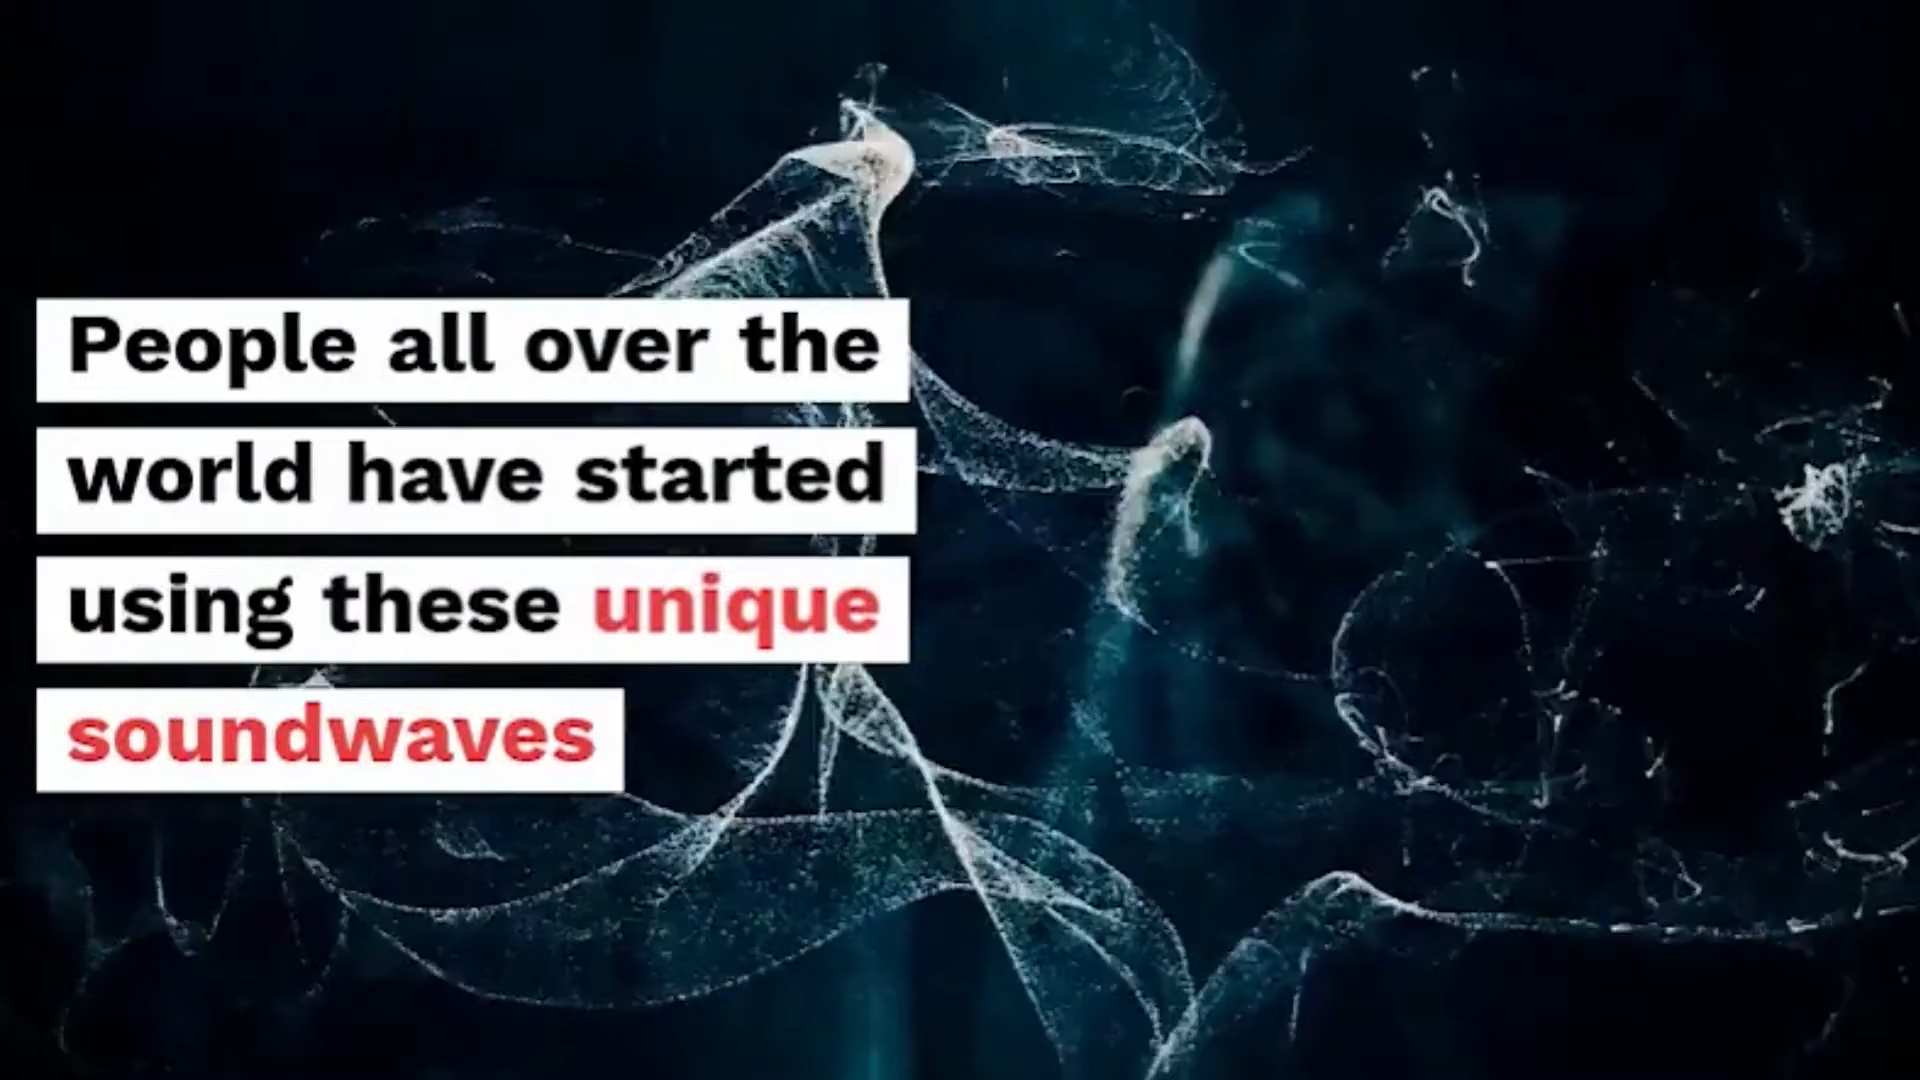 People all over the
world have started
using these unique
soundwaves